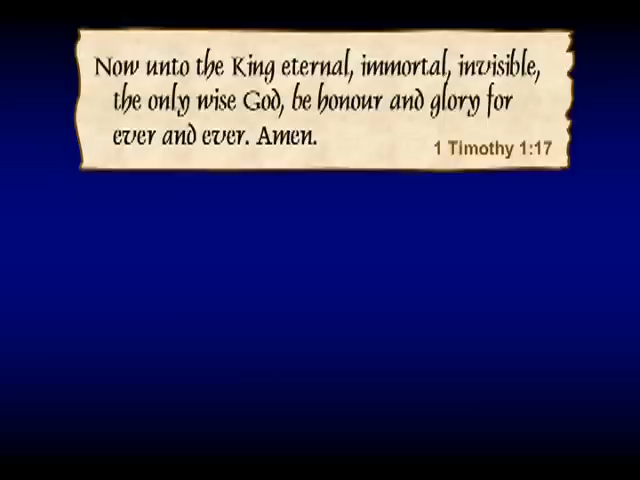 Now unto the King eternal, immortal, invisible,
the only wise God, be honour and glory for
ever and ever. Amen.
1 Timothy 1:17